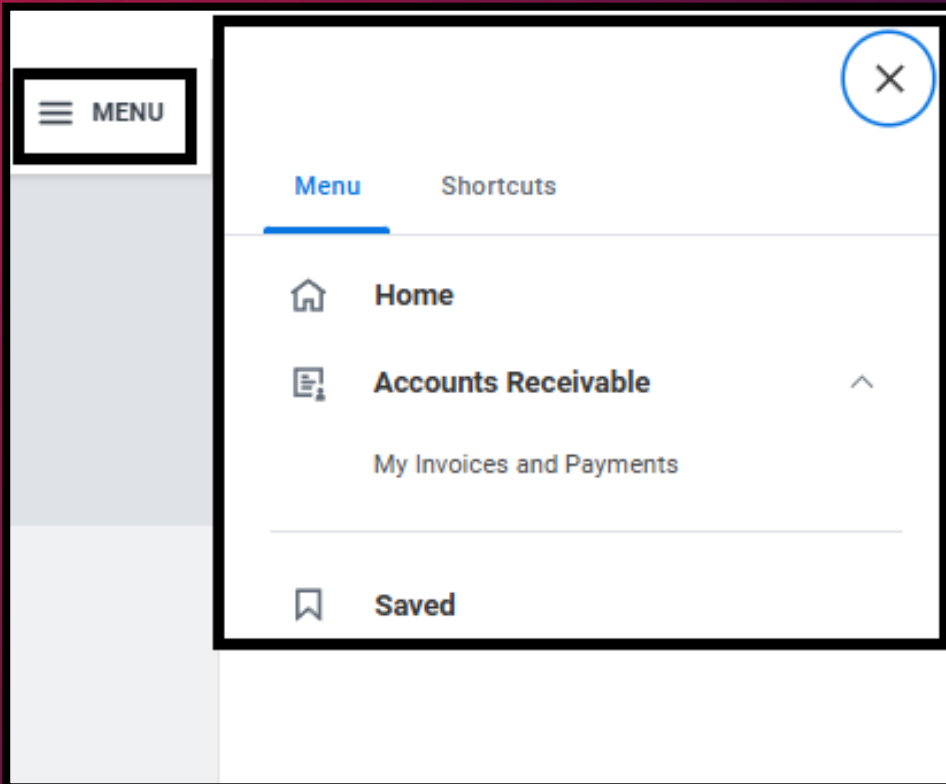 MENU
Menu Shortcuts
Home
Accounts Receivable
My Invoices and Payments
Saved